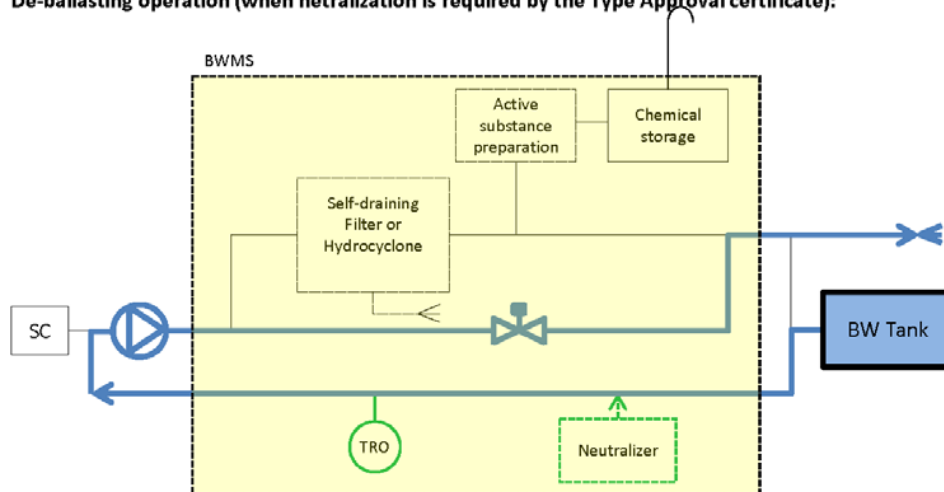 De-ballasting operation (when netralization is required by the Type Approval certificate):
BWMS
Active
substance
preparation
Chemical
storage
Self-draining
Filter or
Hydrocyclone
SC
BW Tank
TRO
Neutralizer